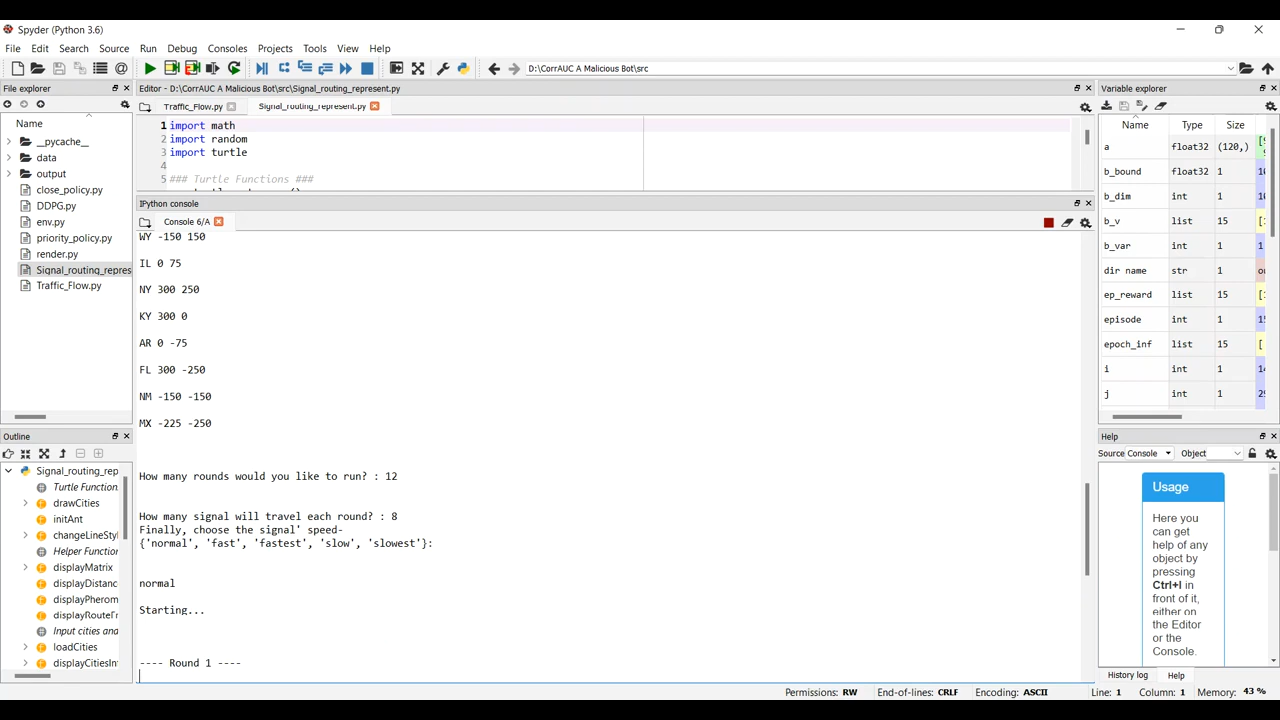 Spyder (Python 3.6)
File Edit Search Source Run Debug Consoles Projects Tools View Help
D:\CorrAUC A Malicious Bot\src
File explorer
Name
__pycache__
data
output
close_policy.py
DDPG.py
env.py
priority_policy.py
render.py
Signal_routing_repres
Traffic_Flow.py
Outline
Signal_routing_rep
Turtle Function
drawCities
initAnt
changeLineStyl
Helper Functior
displayMatrix
displayDistanc
displayPherom
displayRouteFr
Input cities and
loadCities
displayCitiesIn
Editor - D:\CorrAUC A Malicious Bot\src\Signal_routing_represent.py
Traffic_Flow.py Signal_routing_represent.py
1 import math
2 import random
3 import turtle
4
5 ### Turtle Functions ###
IPython console
Console 6/A
WY -150 150
IL 0 75
NY 300 250
KY 300 0
AR 0 -75
FL 300 -250
NM -150 -150
MX -225 -250
How many rounds would you like to run? : 12
How many signal will travel each round? : 8
Finally, choose the signal' speed-
{'normal', 'fast', 'fastest', 'slow', 'slowest'}:
normal
Starting...
---- Round 1 ----
Variable explorer
Name Type Size
a float32 (120,)
b_bound float32 1
b_dim int 1
b_v list 15
b_var int 1
dir name str 1
ep_reward list 15
episode int 1
epoch_inf list 15
i int 1
j int 1
Help
Source Console Object
Usage
Here you
can get
help of any
object by
pressing
Ctrl+I in
front of it,
either on
the Editor
or the
Console.
History log Help
Permissions: RW End-of-lines: CRLF Encoding: ASCII Line: 1 Column: 1 Memory: 43 %